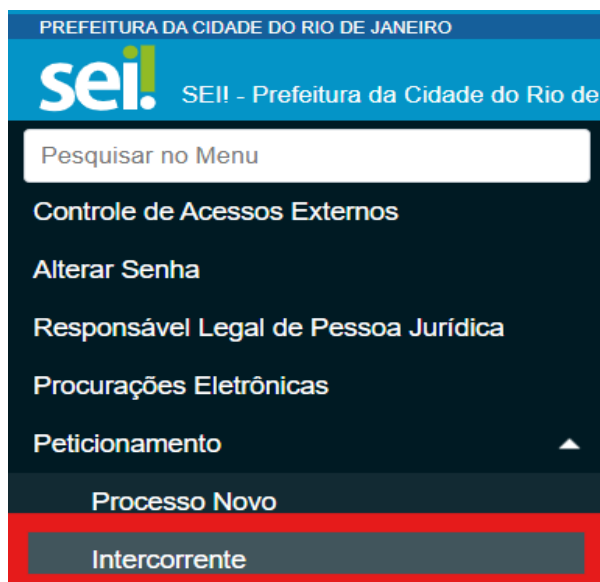 PREFEITURA DA CIDADE DO RIO DE JANEIRO
sei!
SEI! - Prefeitura da Cidade do Rio de
Pesquisar no Menu
Controle de Acessos Externos
Alterar Senha
Responsável Legal de Pessoa Jurídica
Procurações Eletrônicas
Peticionamento
Processo Novo
Intercorrente